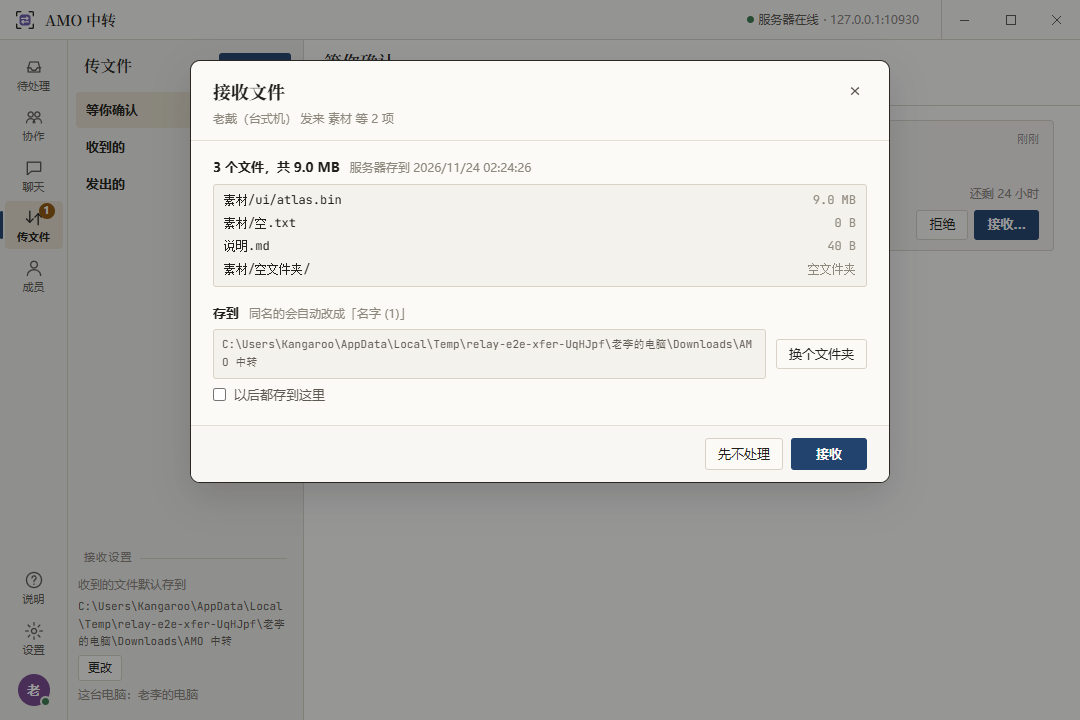 AMO 中转
服务器在线 · 127.0.0.1:10930
待处理
协作
聊天
1
传文件
成员
说明
设置
老
传文件
等你确认
收到的
发出的
接收设置
收到的文件默认存到
C:\Users\Kangaroo\AppData\Local
\Temp\relay-e2e-xfer-UqHJpf\老李
的电脑\Downloads\AMO 中转
更改
这台电脑：老李的电脑
等你确认
刚刚
还剩 24 小时
拒绝
接收…
接收文件
老戴（台式机） 发来 素材 等 2 项
3 个文件，共 9.0 MB 服务器存到 2026/11/24 02:24:26
素材/ui/atlas.bin 9.0 MB
素材/空.txt 0 B
说明.md 40 B
素材/空文件夹/ 空文件夹
存到 同名的会自动改成「名字 (1)」
C:\Users\Kangaroo\AppData\Local\Temp\relay-e2e-xfer-UqHJpf\老李的电脑\Downloads\AM
O 中转
换个文件夹
以后都存到这里
先不处理
接收